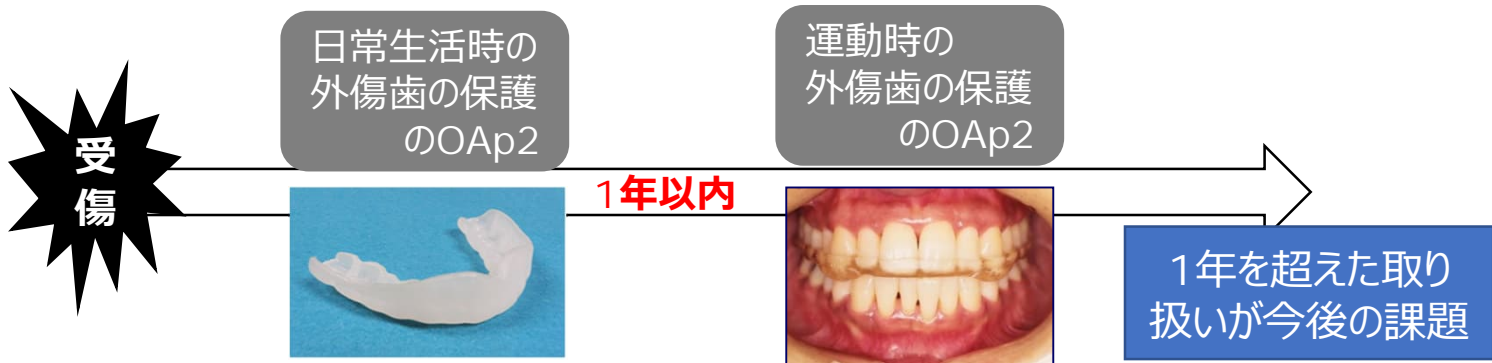 受
傷
日常生活時の
外傷歯の保護
のOAp2
運動時の
外傷歯の保護
のOAp2
1年以内
1年を超えた取り
扱いが今後の課題